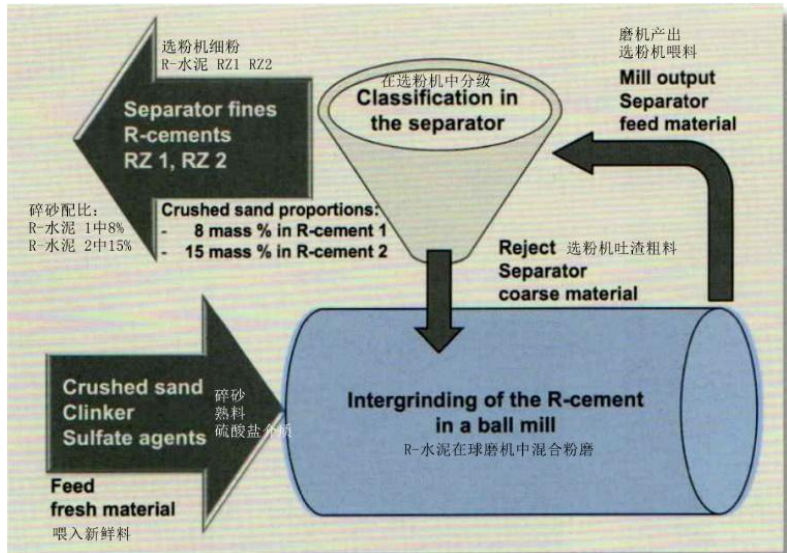 选粉机细粉
R-水泥 RZ1 RZ2
Separator fines
R-cements
RZ 1, RZ 2
在选粉机中分级
Classification in
the separator
磨机产出
选粉机喂料
Mill output
Separator
feed material
碎砂配比：
R-水泥 1中8%
R-水泥 2中15%
Crushed sand proportions:
- 8 mass % in R-cement 1
- 15 mass % in R-cement 2
Reject 选粉机吐渣粗料
Separator
coarse material
Crushed sand 碎砂
Clinker 熟料
Sulfate agents 硫酸盐介质
Feed
fresh material
喂入新鲜料
Intergrinding of the R-cement
in a ball mill
R-水泥在球磨机中混合粉磨